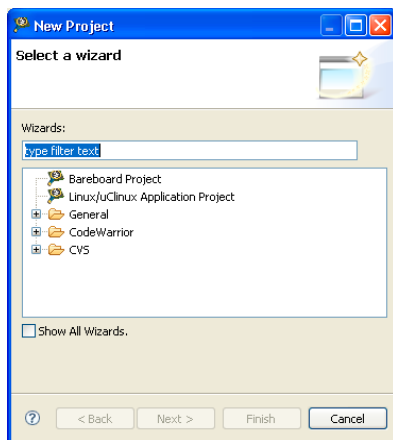 New Project
Select a wizard
Wizards:
type filter text
Bareboard Project
Linux/uClinux Application Project
General
CodeWarrior
CVS
Show All Wizards.
? < Back Next > Finish Cancel